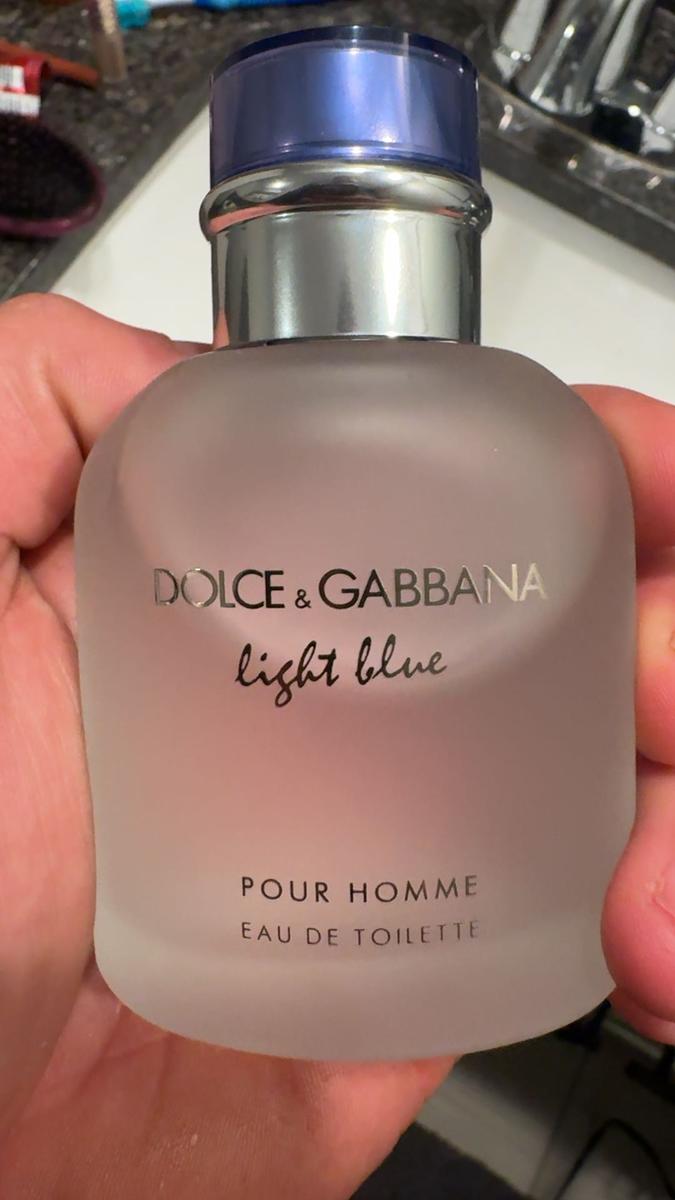 DOLCE & GABBANA
light blue
POUR HOMME
EAU DE TOILETTE